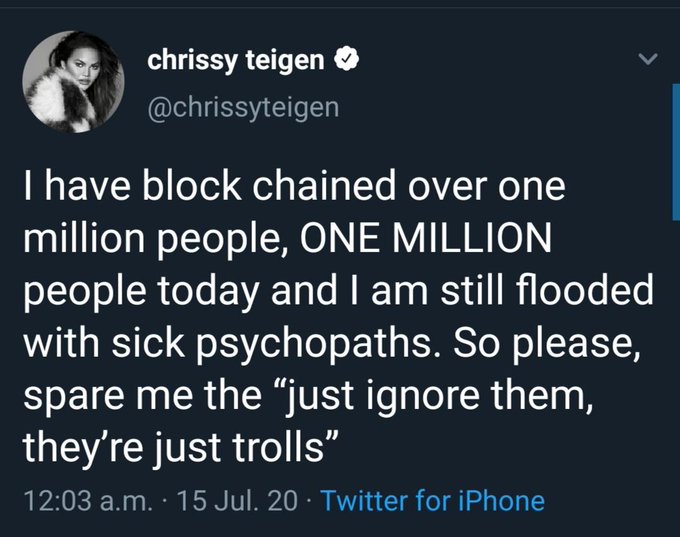 chrissy teigen
@chrissyteigen
I have block chained over one
million people, ONE MILLION
people today and I am still flooded
with sick psychopaths. So please,
spare me the “just ignore them,
they’re just trolls”
12:03 a.m. · 15 Jul. 20 · Twitter for iPhone